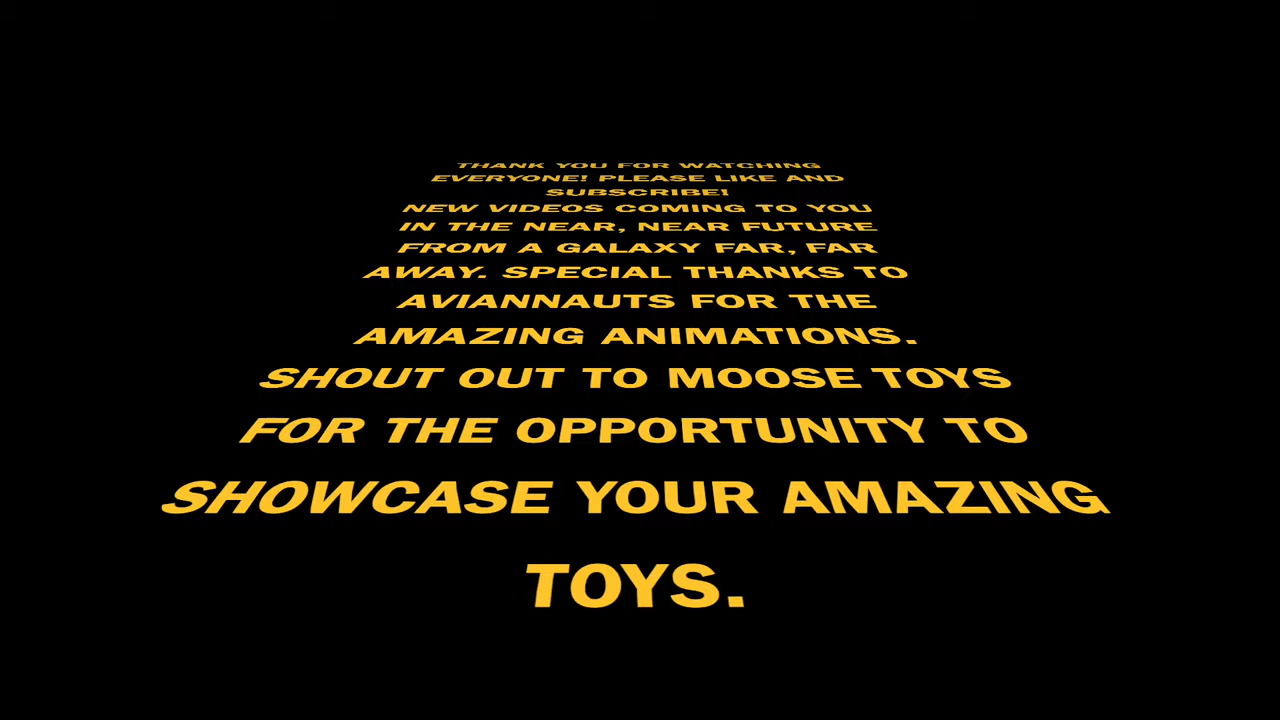 THANK YOU FOR WATCHING
EVERYONE! PLEASE LIKE AND
SUBSCRIBE!
NEW VIDEOS COMING TO YOU
IN THE NEAR, NEAR FUTURE
FROM A GALAXY FAR, FAR
AWAY. SPECIAL THANKS TO
AVIANNAUTS FOR THE
AMAZING ANIMATIONS.
SHOUT OUT TO MOOSE TOYS
FOR THE OPPORTUNITY TO
SHOWCASE YOUR AMAZING
TOYS.